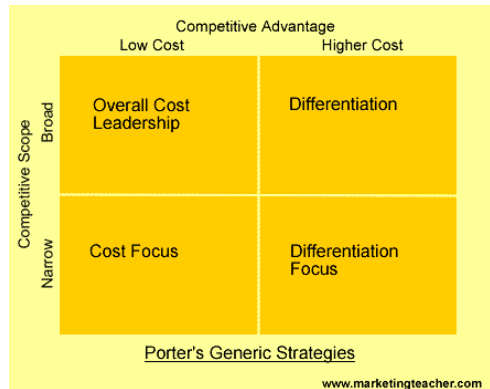 Competitive Advantage
Low Cost Higher Cost
Competitive Scope
Broad
Overall Cost
Leadership
Differentiation
Narrow
Cost Focus
Differentiation
Focus
Porter's Generic Strategies
www.marketingteacher.com